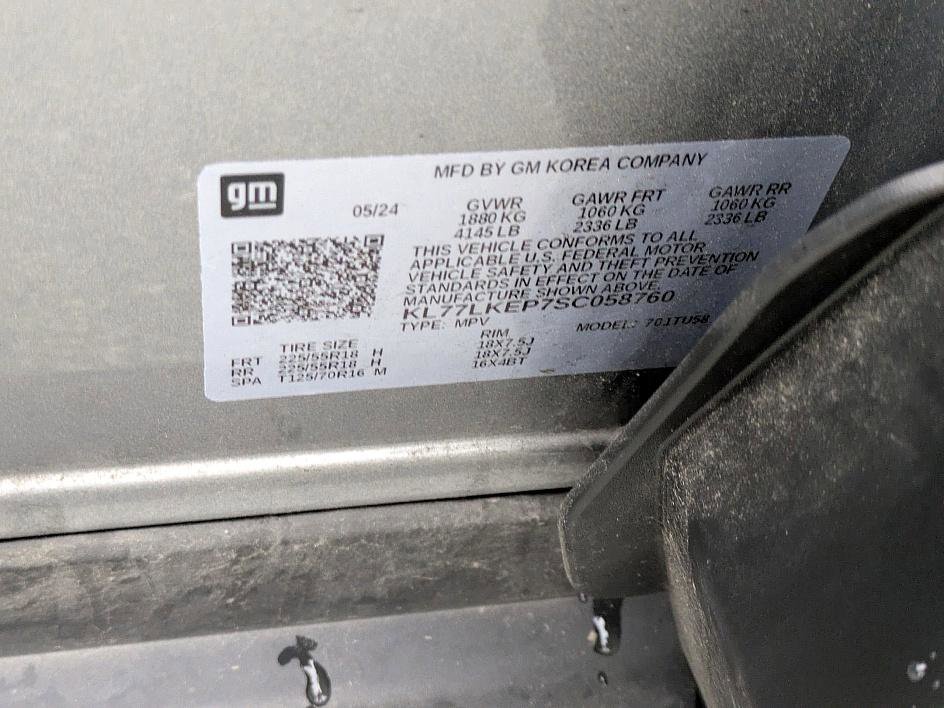 gm
MFD BY GM KOREA COMPANY
05/24
GVWR GAWR FRT GAWR RR
1880 KG 1060 KG 1060 KG
4145 LB 2336 LB 2336 LB
THIS VEHICLE CONFORMS TO ALL
APPLICABLE U.S. FEDERAL MOTOR
VEHICLE SAFETY AND THEFT PREVENTION
STANDARDS IN EFFECT ON THE DATE OF
MANUFACTURE SHOWN ABOVE.
KL77LKEP7SC058760
TYPE: MPV MODEL: 701TU58
TIRE SIZE RIM
FRT 225/55R18 H 18X7.5J
RR 225/55R18 H 18X7.5J
SPA T125/70R16 M 16X4BT